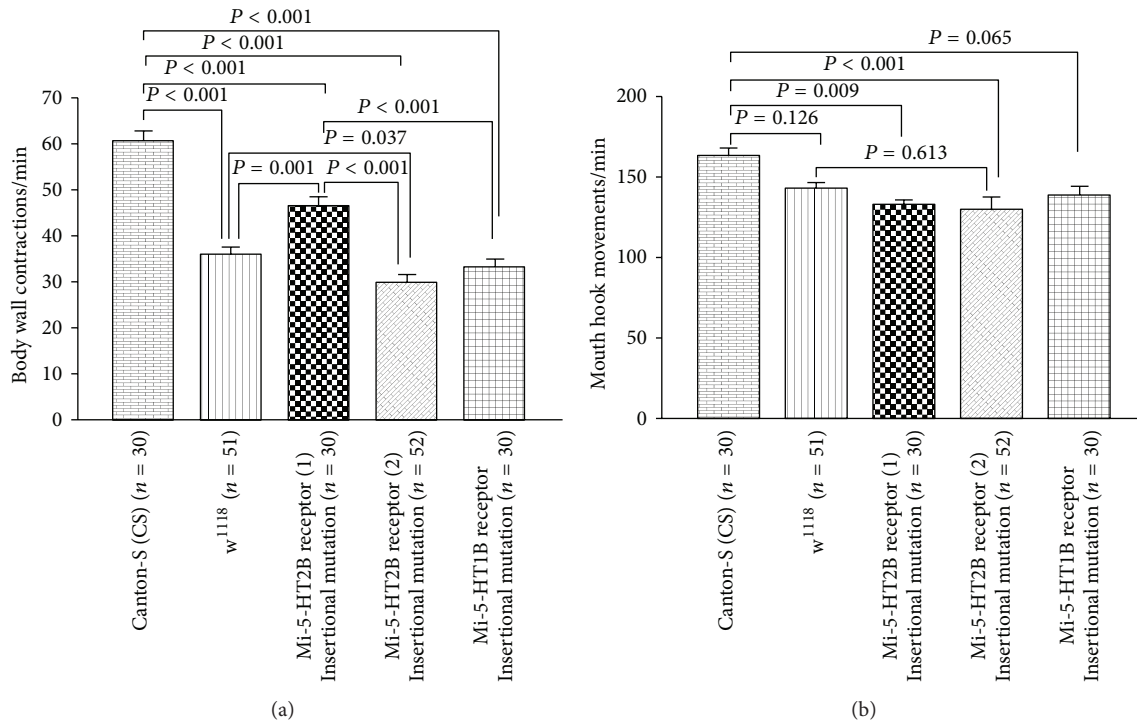 P < 0.001
P < 0.001
P < 0.001
P < 0.001
P < 0.001
P = 0.037
P = 0.001
P < 0.001
70
60
50
40
30
20
10
0
Body wall contractions/min
Canton-S (CS) (n = 30)
w¹¹¹⁸ (n = 51)
Mi-5-HT2B receptor (1)
Insertional mutation (n = 30)
Mi-5-HT2B receptor (2)
Insertional mutation (n = 52)
Mi-5-HT1B receptor
Insertional mutation (n = 30)
(a)
P = 0.065
P < 0.001
P = 0.009
P = 0.126
P = 0.613
200
150
100
50
0
Mouth hook movements/min
Canton-S (CS) (n = 30)
w¹¹¹⁸ (n = 51)
Mi-5-HT2B receptor (1)
Insertional mutation (n = 30)
Mi-5-HT2B receptor (2)
Insertional mutation (n = 52)
Mi-5-HT1B receptor
Insertional mutation (n = 30)
(b)